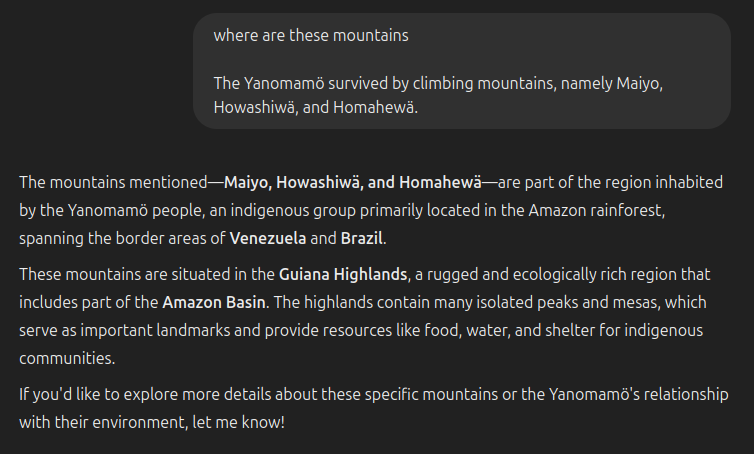 where are these mountains
The Yanomamö survived by climbing mountains, namely Maiyo,
Howashiwä, and Homahewä.
The mountains mentioned—Maiyo, Howashiwä, and Homahewä—are part of the region inhabited
by the Yanomamö people, an indigenous group primarily located in the Amazon rainforest,
spanning the border areas of Venezuela and Brazil.
These mountains are situated in the Guiana Highlands, a rugged and ecologically rich region that
includes part of the Amazon Basin. The highlands contain many isolated peaks and mesas, which
serve as important landmarks and provide resources like food, water, and shelter for indigenous
communities.
If you'd like to explore more details about these specific mountains or the Yanomamö's relationship
with their environment, let me know!